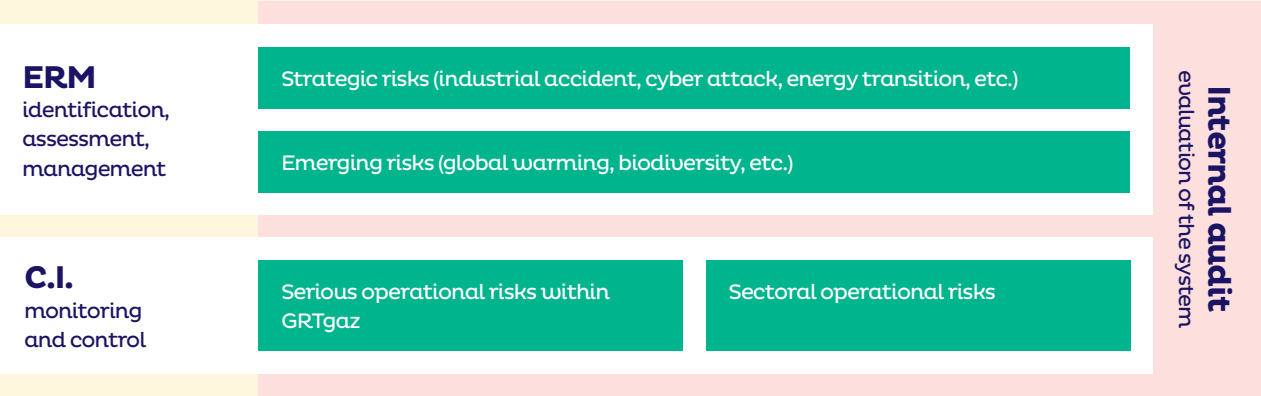 ERM
identification,
assessment,
management
Strategic risks (industrial accident, cyber attack, energy transition, etc.)
Emerging risks (global warming, biodiversity, etc.)
C.I.
monitoring
and control
Serious operational risks within
GRTgaz
Sectoral operational risks
Internal audit
evaluation of the system